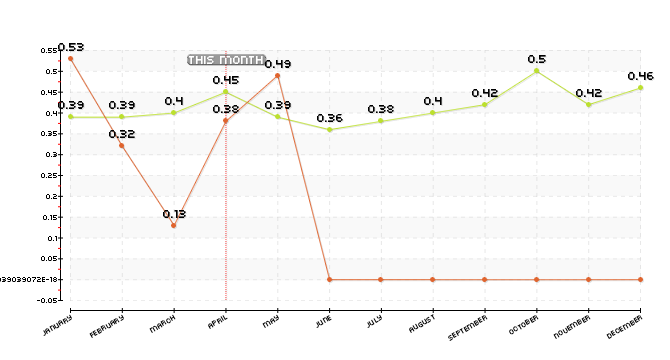 0.55
0.5
0.45
0.4
0.35
0.3
0.25
0.2
0.15
0.1
0.05
39039072E-18
-0.05
THIS MONTH
0.53
0.49
0.39
0.39
0.4
0.45
0.39
0.36
0.38
0.4
0.42
0.5
0.42
0.46
0.32
0.13
0.38
JANUARY
FEBRUARY
MARCH
APRIL
MAY
JUNE
JULY
AUGUST
SEPTEMBER
OCTOBER
NOVEMBER
DECEMBER